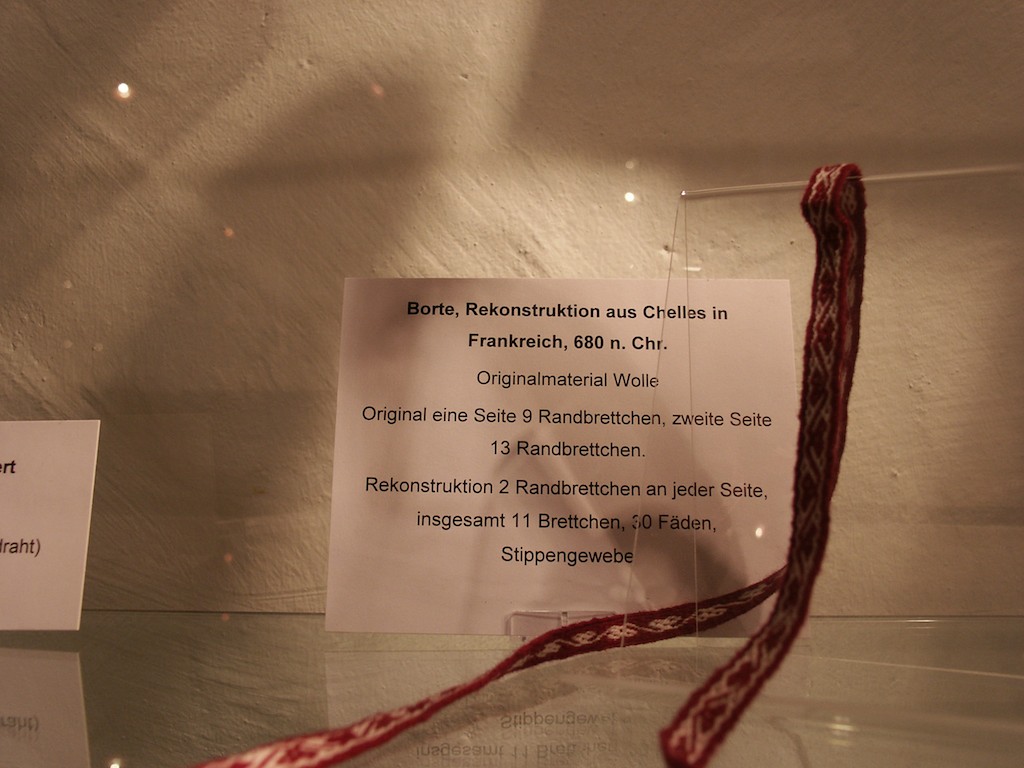 Borte, Rekonstruktion aus Chelles in
Frankreich, 680 n. Chr.
Originalmaterial Wolle
Original eine Seite 9 Randbrettchen, zweite Seite
13 Randbrettchen.
Rekonstruktion 2 Randbrettchen an jeder Seite,
insgesamt 11 Brettchen, 30 Fäden,
Stippengewebe
ert
draht)